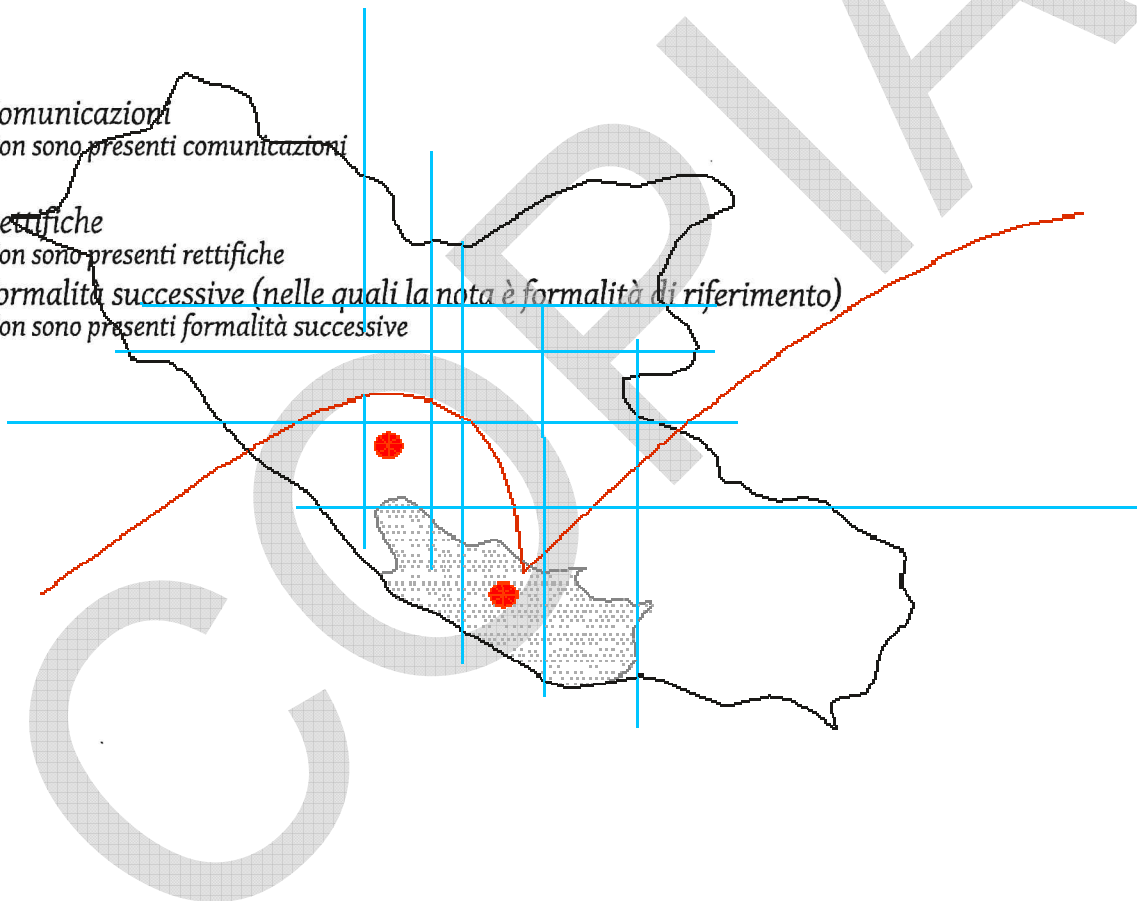 omunicazioni
on sono presenti comunicazioni
ettifiche
on sono presenti rettifiche
ormalità successive (nelle quali la nota è formalità di riferimento)
on sono presenti formalità successive
COPIA